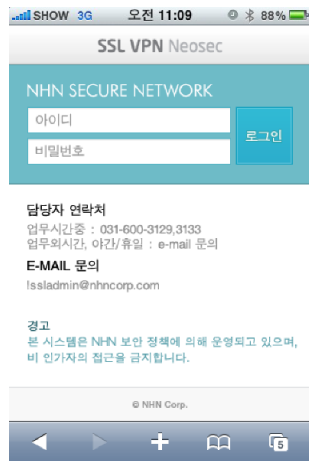 SHOW 3G 오전 11:09 88%
SSL VPN Neosec
NHN SECURE NETWORK
아이디
비밀번호
로그인
담당자 연락처
업무시간중 : 031-600-3129,3133
업무외시간, 야간/휴일 : e-mail 문의
E-MAIL 문의
!ssladmin@nhncorp.com
경고
본 시스템은 NHN 보안 정책에 의해 운영되고 있으며,
비 인가자의 접근을 금지합니다.
© NHN Corp.
5